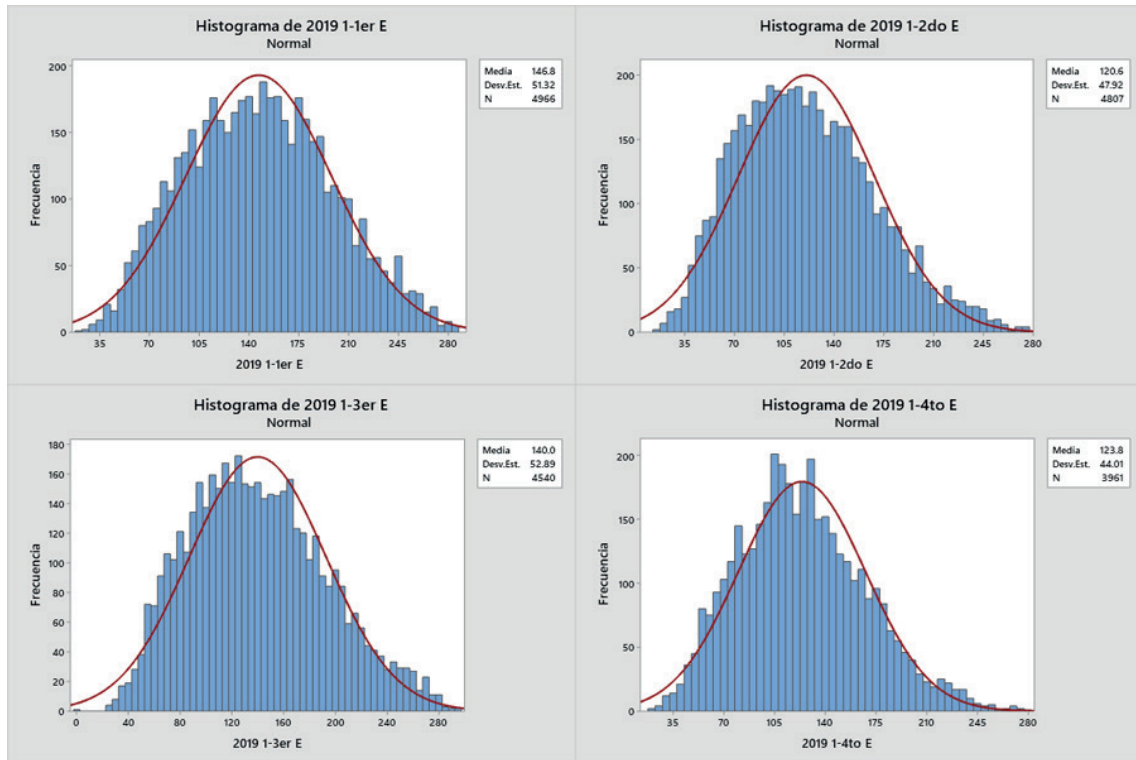 Histograma de 2019 1-1er E
Normal
200
150
100
50
0
Frecuencia
35 70 105 140 175 210 245 280
2019 1-1er E
Media 146.8
Desv.Est. 51.32
N 4966
Histograma de 2019 1-2do E
Normal
200
150
100
50
0
Frecuencia
35 70 105 140 175 210 245 280
2019 1-2do E
Media 120.6
Desv.Est. 47.92
N 4807
Histograma de 2019 1-3er E
Normal
180
160
140
120
100
80
60
40
20
0
Frecuencia
0 40 80 120 160 200 240 280
2019 1-3er E
Media 140.0
Desv.Est. 52.89
N 4540
Histograma de 2019 1-4to E
Normal
200
150
100
50
0
Frecuencia
35 70 105 140 175 210 245 280
2019 1-4to E
Media 123.8
Desv.Est. 44.01
N 3961